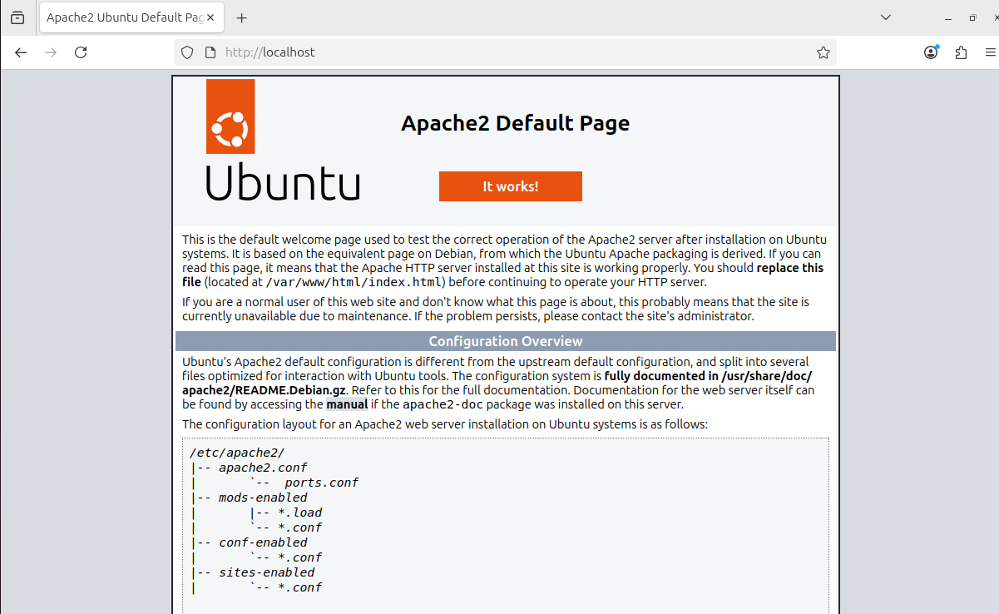 Apache2 Ubuntu Default Pag
http://localhost
Apache2 Default Page
Ubuntu
It works!
This is the default welcome page used to test the correct operation of the Apache2 server after installation on Ubuntu
systems. It is based on the equivalent page on Debian, from which the Ubuntu Apache packaging is derived. If you can
read this page, it means that the Apache HTTP server installed at this site is working properly. You should replace this
file (located at /var/www/html/index.html) before continuing to operate your HTTP server.
If you are a normal user of this web site and don't know what this page is about, this probably means that the site is
currently unavailable due to maintenance. If the problem persists, please contact the site's administrator.
Configuration Overview
Ubuntu's Apache2 default configuration is different from the upstream default configuration, and split into several
files optimized for interaction with Ubuntu tools. The configuration system is fully documented in /usr/share/doc/
apache2/README.Debian.gz. Refer to this for the full documentation. Documentation for the web server itself can
be found by accessing the manual if the apache2-doc package was installed on this server.
The configuration layout for an Apache2 web server installation on Ubuntu systems is as follows:
/etc/apache2/
|-- apache2.conf
|       `--  ports.conf
|-- mods-enabled
|       |-- *.load
|       `-- *.conf
|-- conf-enabled
|       `-- *.conf
|-- sites-enabled
|       `-- *.conf